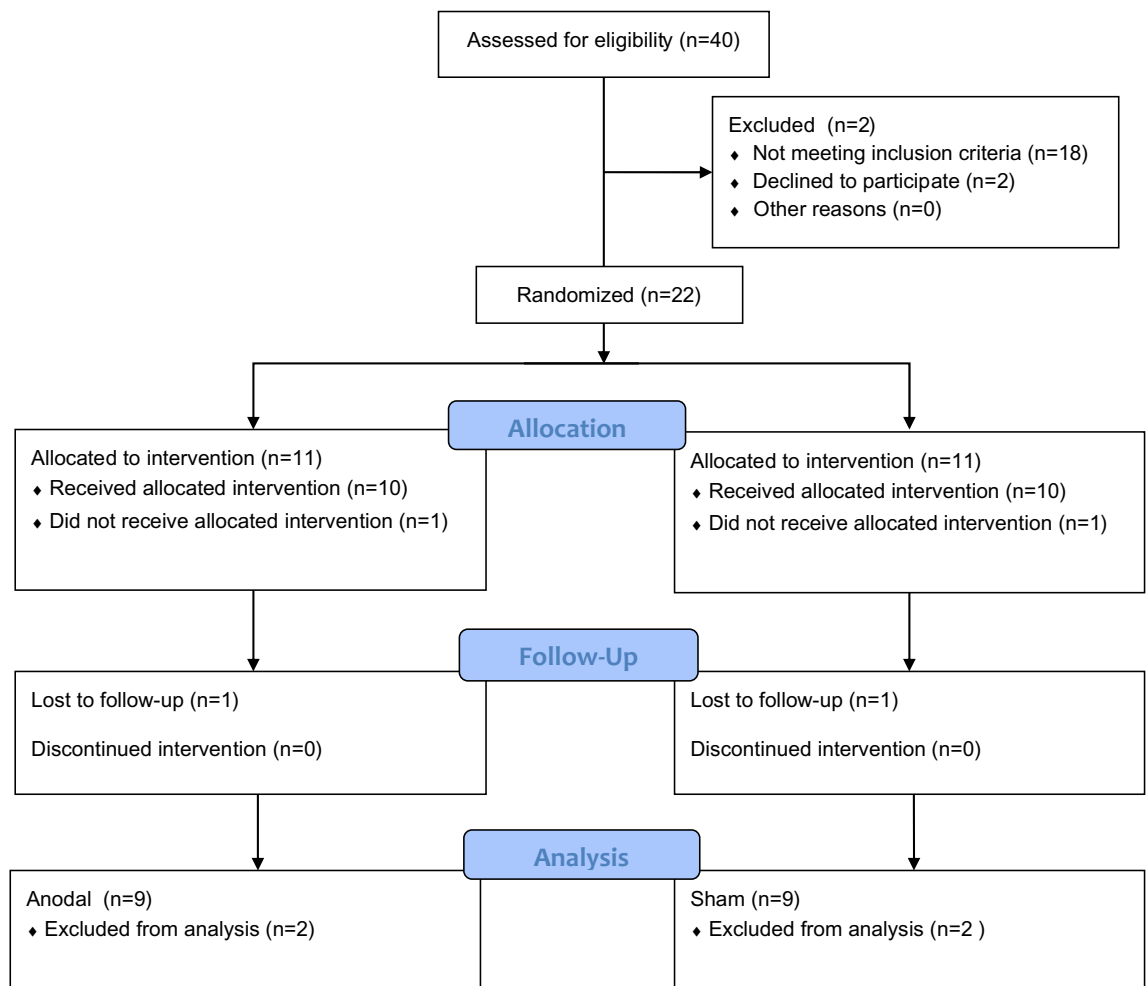 Assessed for eligibility (n=40)
Excluded (n=2)
♦ Not meeting inclusion criteria (n=18)
♦ Declined to participate (n=2)
♦ Other reasons (n=0)
Randomized (n=22)
Allocation
Allocated to intervention (n=11)
♦ Received allocated intervention (n=10)
♦ Did not receive allocated intervention (n=1)
Allocated to intervention (n=11)
♦ Received allocated intervention (n=10)
♦ Did not receive allocated intervention (n=1)
Follow-Up
Lost to follow-up (n=1)
Discontinued intervention (n=0)
Lost to follow-up (n=1)
Discontinued intervention (n=0)
Analysis
Anodal (n=9)
♦ Excluded from analysis (n=2)
Sham (n=9)
♦ Excluded from analysis (n=2 )